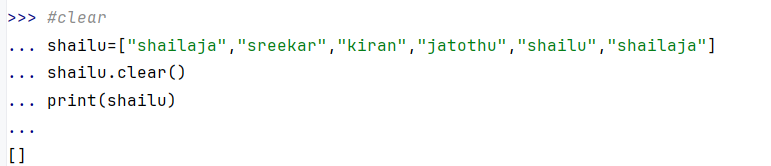 >>> #clear
... shailu=["shailaja","sreekar","kiran","jatothu","shailu","shailaja"]
... shailu.clear()
... print(shailu)
...
[]